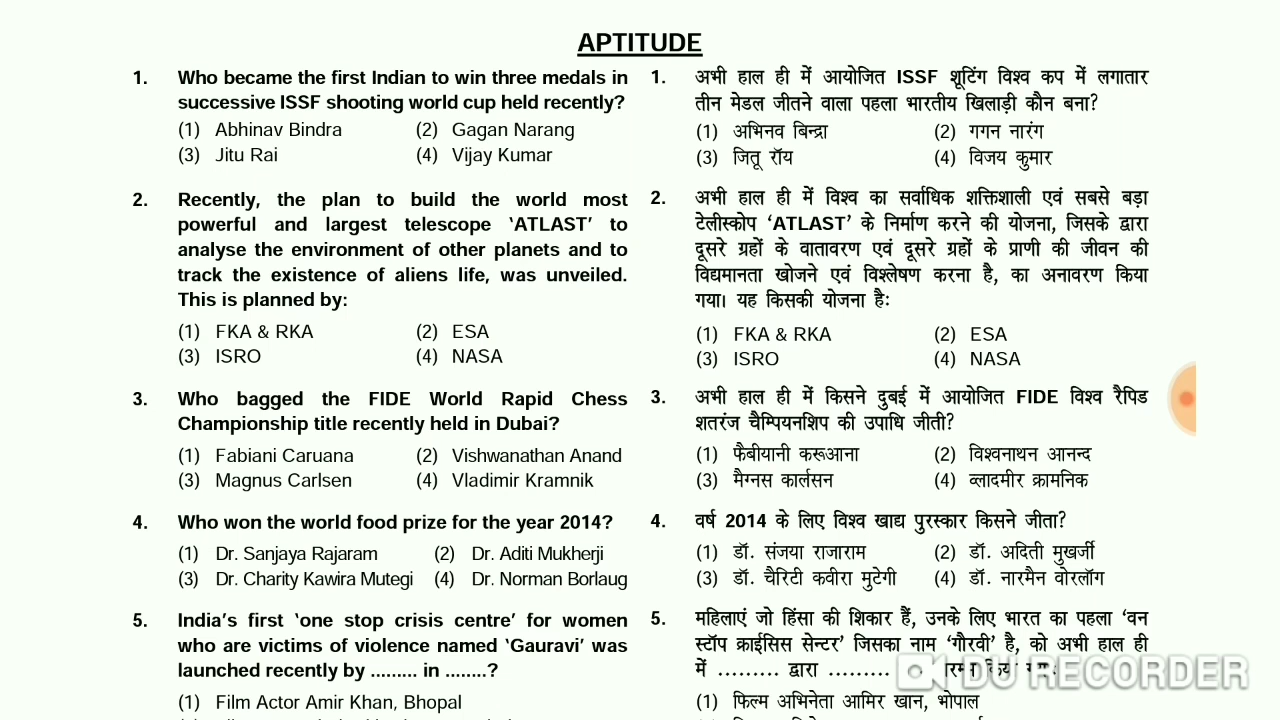 APTITUDE
1. Who became the first Indian to win three medals in
successive ISSF shooting world cup held recently?
(1) Abhinav Bindra (2) Gagan Narang
(3) Jitu Rai (4) Vijay Kumar
2. Recently, the plan to build the world most
powerful and largest telescope ‘ATLAST’ to
analyse the environment of other planets and to
track the existence of aliens life, was unveiled.
This is planned by:
(1) FKA & RKA (2) ESA
(3) ISRO (4) NASA
3. Who bagged the FIDE World Rapid Chess
Championship title recently held in Dubai?
(1) Fabiani Caruana (2) Vishwanathan Anand
(3) Magnus Carlsen (4) Vladimir Kramnik
4. Who won the world food prize for the year 2014?
(1) Dr. Sanjaya Rajaram (2) Dr. Aditi Mukherji
(3) Dr. Charity Kawira Mutegi (4) Dr. Norman Borlaug
5. India’s first ‘one stop crisis centre’ for women
who are victims of violence named ‘Gauravi’ was
launched recently by ......... in ........?
(1) Film Actor Amir Khan, Bhopal
1. अभी हाल ही में आयोजित ISSF शूटिंग विश्व कप में लगातार
तीन मेडल जीतने वाला पहला भारतीय खिलाड़ी कौन बना?
(1) अभिनव बिन्द्रा (2) गगन नारंग
(3) जितू रॉय (4) विजय कुमार
2. अभी हाल ही में विश्व का सर्वाधिक शक्तिशाली एवं सबसे बड़ा
टेलीस्कोप ‘ATLAST’ के निर्माण करने की योजना, जिसके द्वारा
दूसरे ग्रहों के वातावरण एवं दूसरे ग्रहों के प्राणी की जीवन की
विद्यमानता खोजने एवं विश्लेषण करना है, का अनावरण किया
गया। यह किसकी योजना हैः
(1) FKA & RKA (2) ESA
(3) ISRO (4) NASA
3. अभी हाल ही में किसने दुबई में आयोजित FIDE विश्व रैपिड
शतरंज चैम्पियनशिप की उपाधि जीती?
(1) फैबीयानी करूआना (2) विश्वनाथन आनन्द
(3) मैग्नस कार्लसन (4) व्लादमीर क्रामनिक
4. वर्ष 2014 के लिए विश्व खाद्य पुरस्कार किसने जीता?
(1) डॉ. संजया राजाराम (2) डॉ. अदिती मुखर्जी
(3) डॉ. चैरिटी कवीरा मुटेगी (4) डॉ. नारमैन वोरलॉग
5. महिलाएं जो हिंसा की शिकार हैं, उनके लिए भारत का पहला ‘वन
स्टॉप क्राईसिस सेन्टर’ जिसका नाम ‘गौरवी’ है, को अभी हाल ही
में ......... द्वारा .........
(1) फिल्म अभिनेता आमिर खान, भोपाल
DU RECORDER